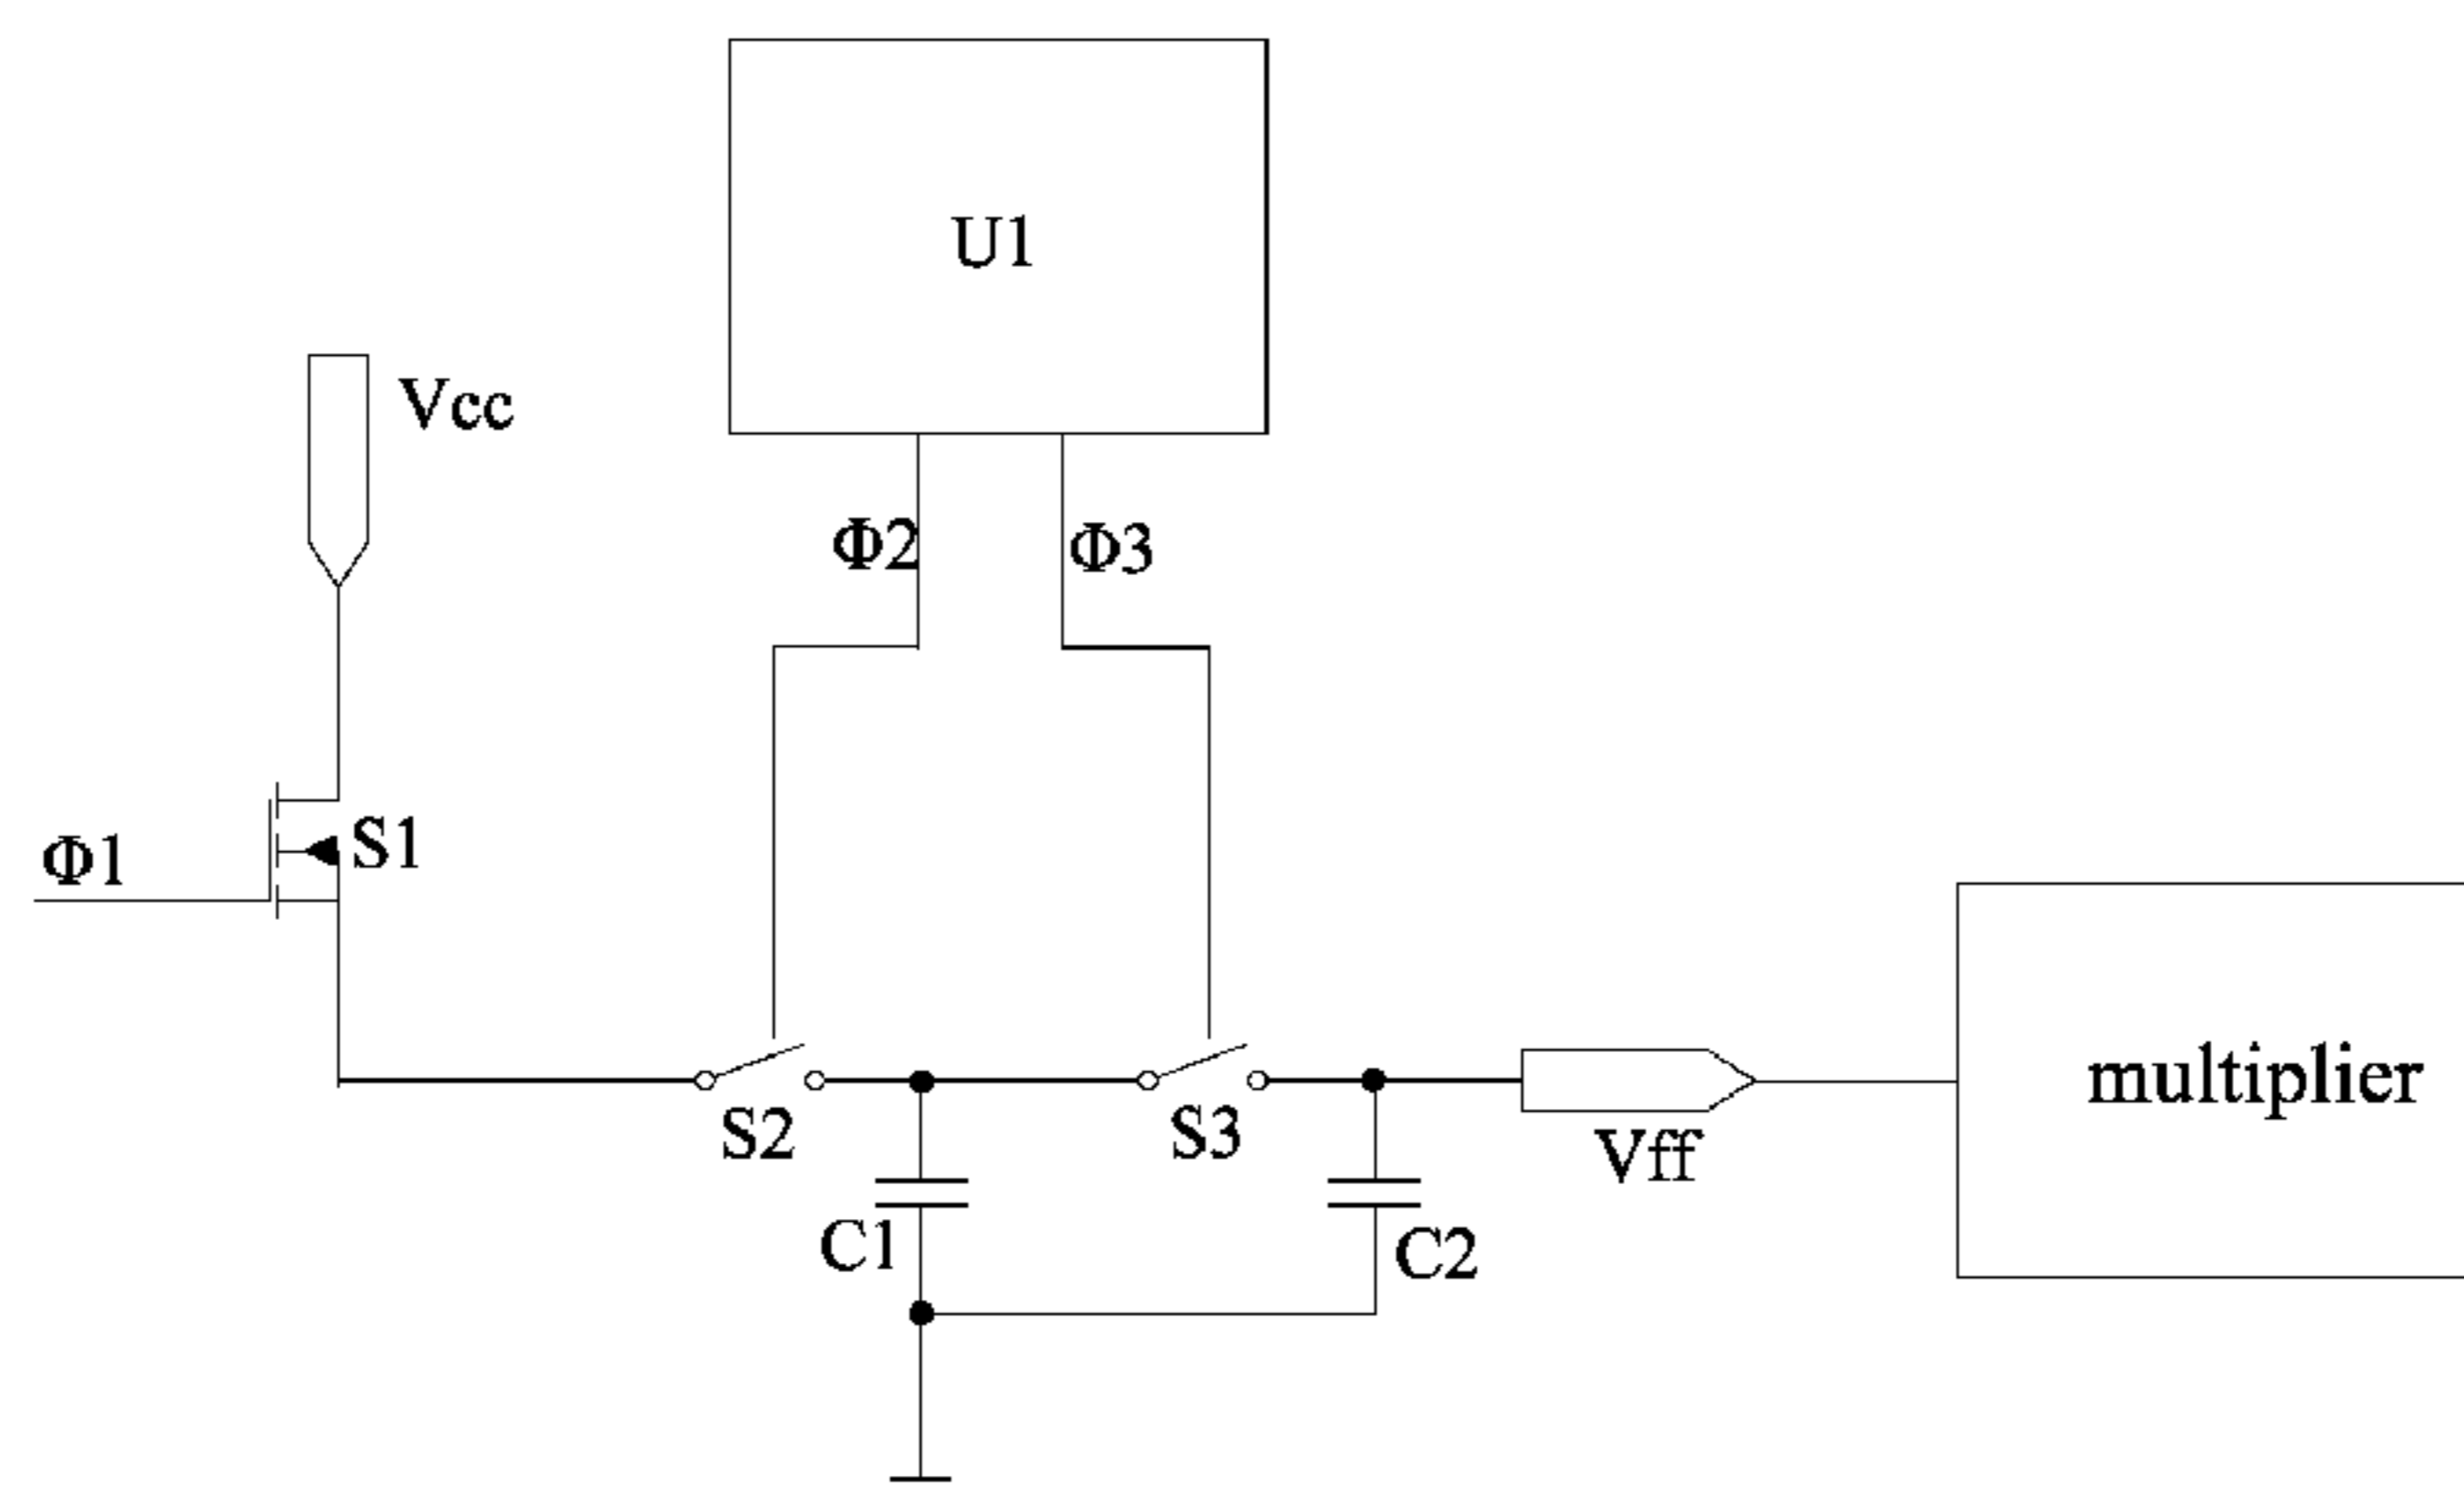 U1
Vcc
Φ2
Φ3
Φ1
S1
multiplier
S2
S3
Vff
C1
C2